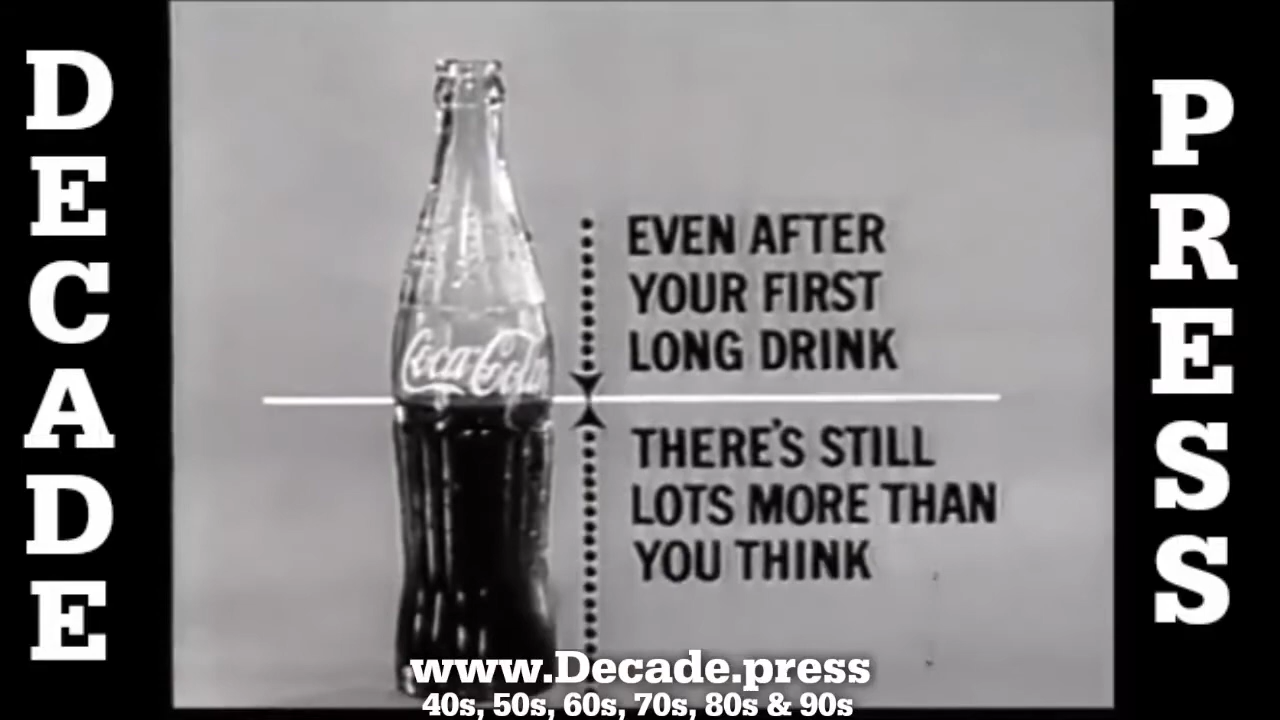 DECADE
PRESS
EVEN AFTER
YOUR FIRST
LONG DRINK
Coca-Cola
THERE'S STILL
LOTS MORE THAN
YOU THINK
www.Decade.press
40s, 50s, 60s, 70s, 80s & 90s